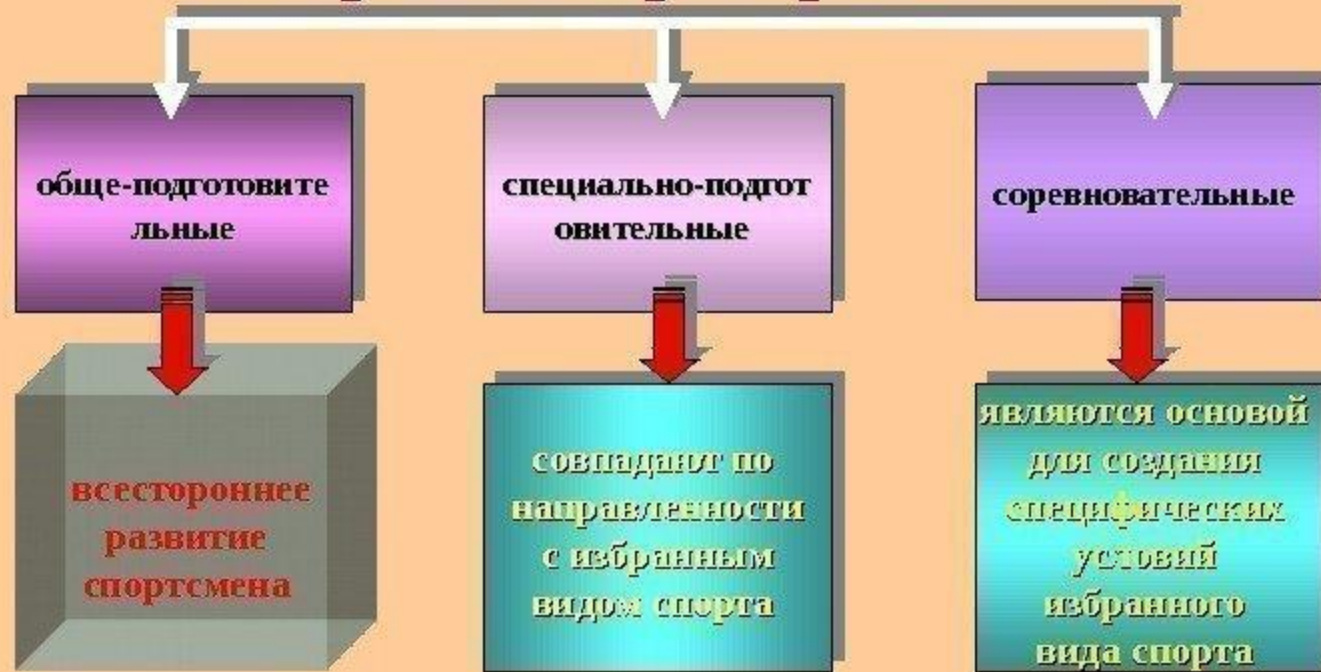 обще-подготовите
льные
специально-подгот
овительные
соревновательные
всестороннее
развитие
спортсмена
совпадают по
направленности
с избранным
видом спорта
являются основой
для создания
специфических
условий
избранного
вида спорта